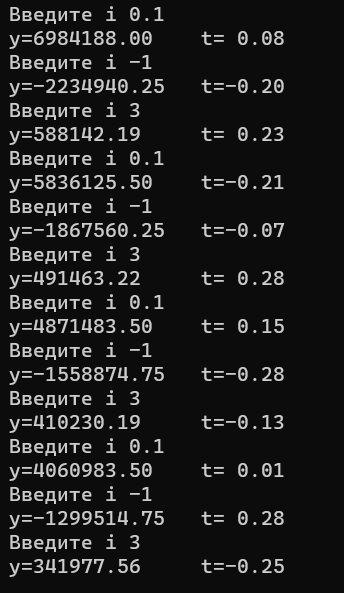 Введите i 0.1
y=6984188.00    t= 0.08
Введите i -1
y=-2234940.25   t=-0.20
Введите i 3
y=588142.19     t= 0.23
Введите i 0.1
y=5836125.50    t=-0.21
Введите i -1
y=-1867560.25   t=-0.07
Введите i 3
y=491463.22     t= 0.28
Введите i 0.1
y=4871483.50    t= 0.15
Введите i -1
y=-1558874.75   t=-0.28
Введите i 3
y=410230.19     t=-0.13
Введите i 0.1
y=4060983.50    t= 0.01
Введите i -1
y=-1299514.75   t= 0.28
Введите i 3
y=341977.56     t=-0.25